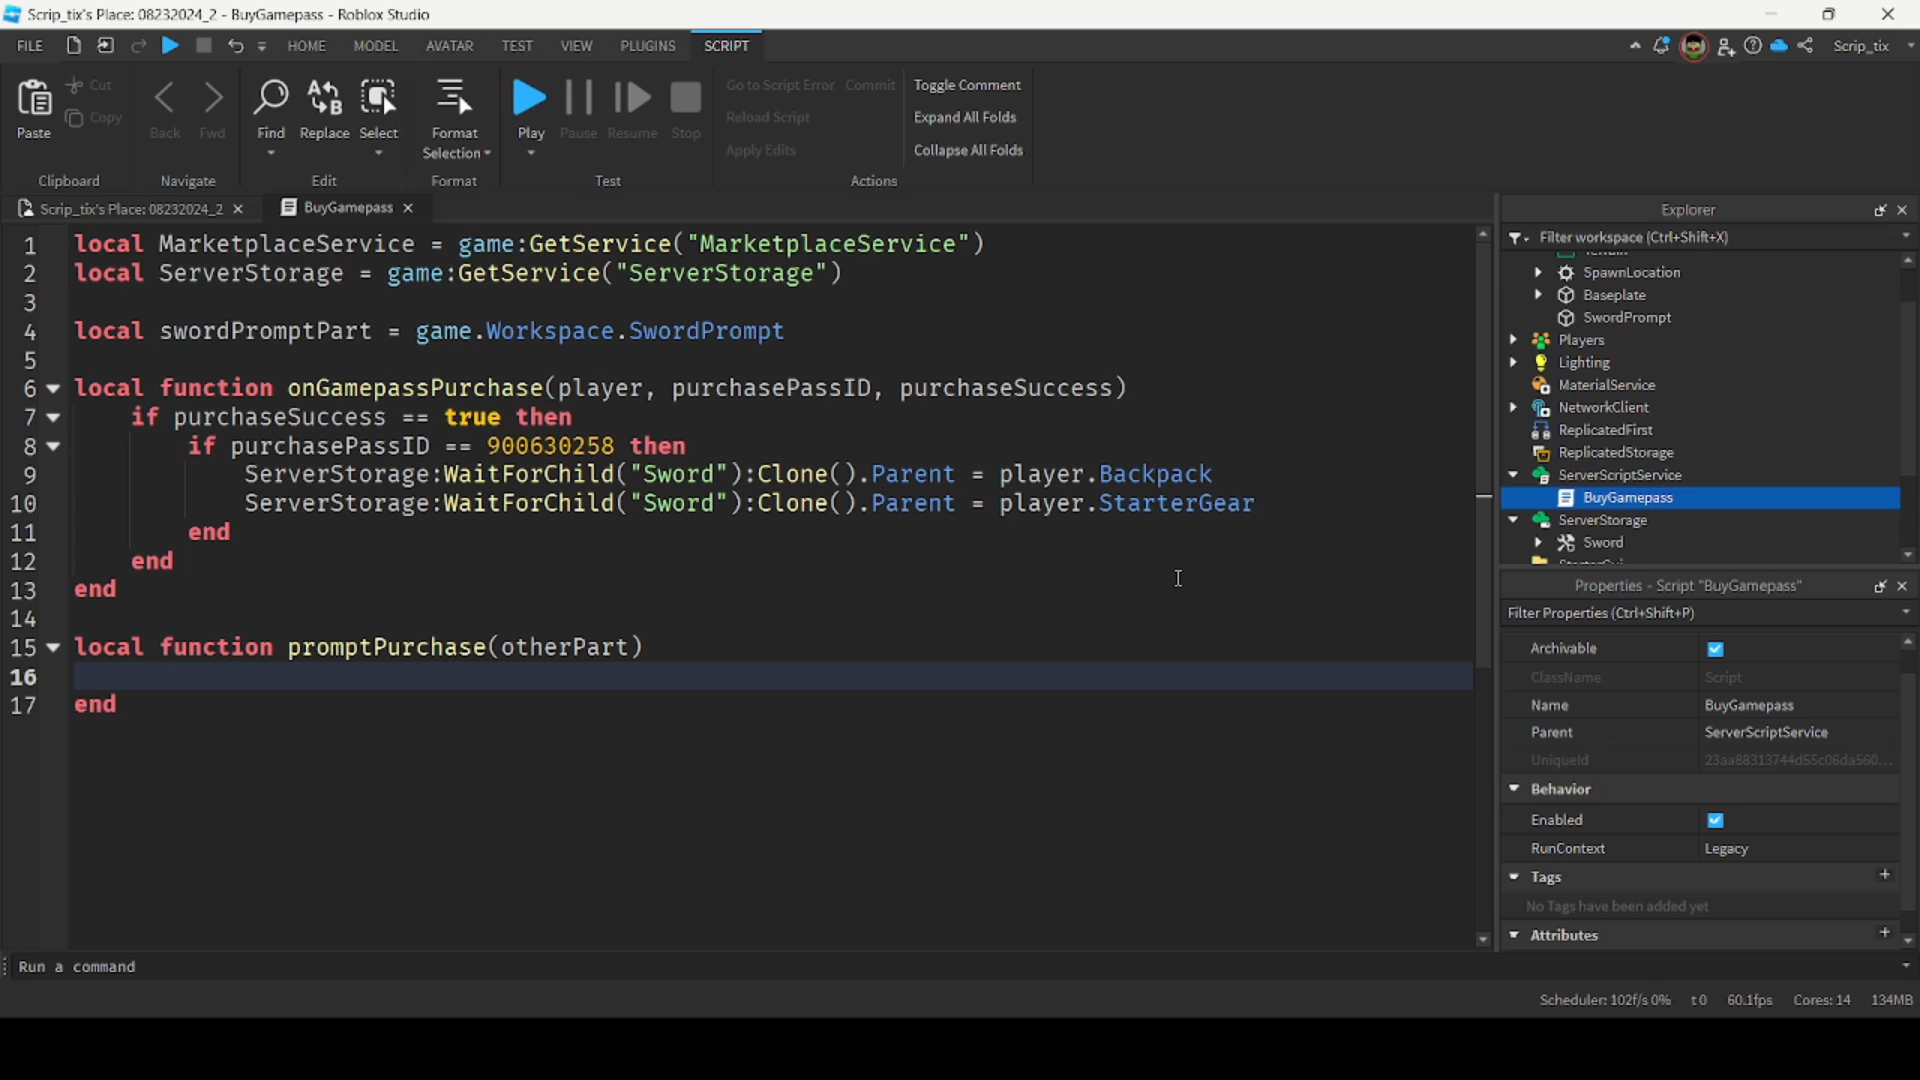 Scrip_tix's Place: 08232024_2 - BuyGamepass - Roblox Studio
FILE HOME MODEL AVATAR TEST VIEW PLUGINS SCRIPT Scrip_tix
Paste Cut Copy Back Fwd Find Replace Select Format Selection Play Pause Resume Stop
Go to Script Error Commit Toggle Comment
Reload Script Expand All Folds
Apply Edits Collapse All Folds
Clipboard Navigate Edit Format Test Actions
Scrip_tix's Place: 08232024_2 BuyGamepass
1 local MarketplaceService = game:GetService("MarketplaceService")
2 local ServerStorage = game:GetService("ServerStorage")
3
4 local swordPromptPart = game.Workspace.SwordPrompt
5
6 local function onGamepassPurchase(player, purchasePassID, purchaseSuccess)
7 if purchaseSuccess == true then
8 if purchasePassID == 900630258 then
9 ServerStorage:WaitForChild("Sword"):Clone().Parent = player.Backpack
10 ServerStorage:WaitForChild("Sword"):Clone().Parent = player.StarterGear
11 end
12 end
13 end
14
15 local function promptPurchase(otherPart)
16
17 end
Explorer
Filter workspace (Ctrl+Shift+X)
SpawnLocation
Baseplate
SwordPrompt
Players
Lighting
MaterialService
NetworkClient
ReplicatedFirst
ReplicatedStorage
ServerScriptService
BuyGamepass
ServerStorage
Sword
Properties - Script "BuyGamepass"
Filter Properties (Ctrl+Shift+P)
Archivable
ClassName Script
Name BuyGamepass
Parent ServerScriptService
UniqueId 23aa88313744d55c06da560...
Behavior
Enabled
RunContext Legacy
Tags +
No Tags have been added yet
Attributes +
Run a command
Scheduler: 102f/s 0% t0 60.1fps Cores: 14 134MB